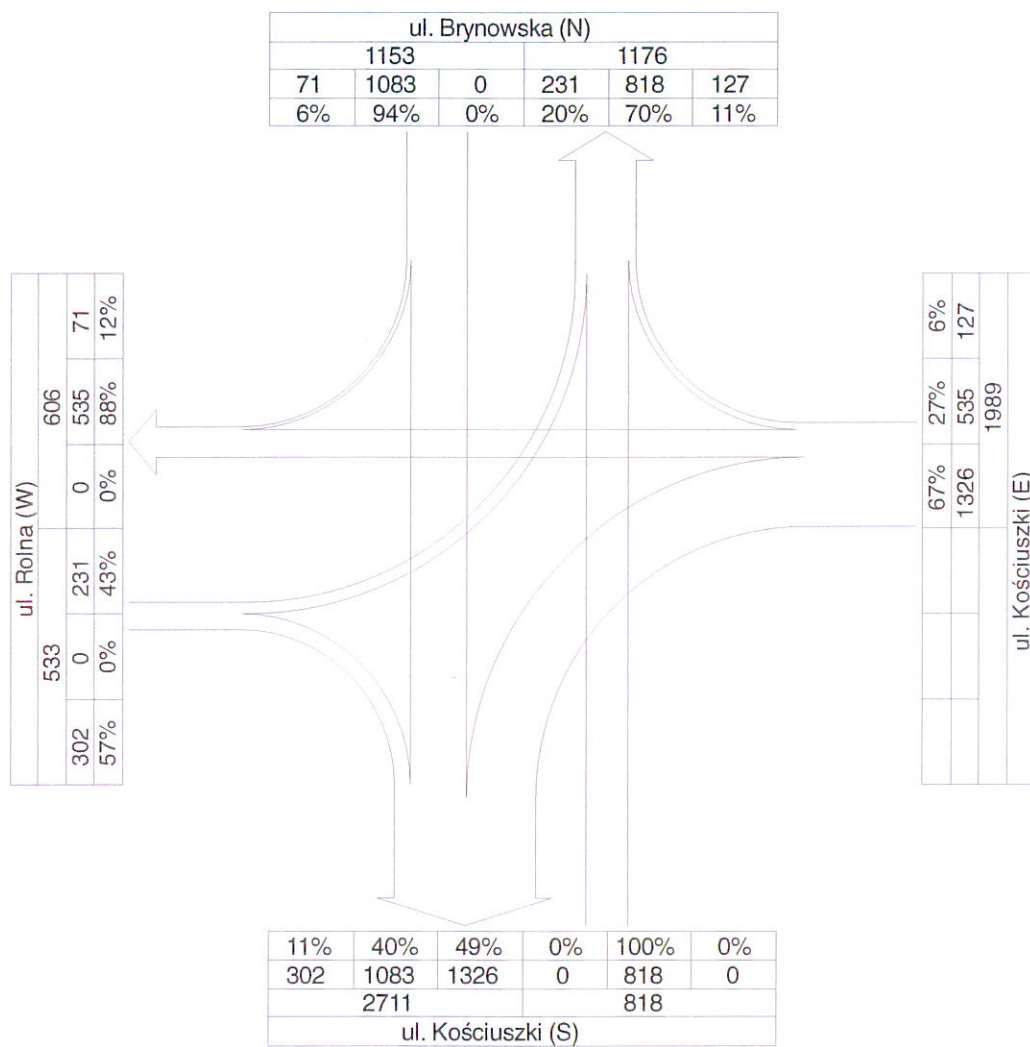 ul. Brynowska (N)
1153 1176
71 1083 0 231 818 127
6% 94% 0% 20% 70% 11%
ul. Rolna (W)
606 533
71 535 0 231 0 302
12% 88% 0% 43% 0% 57%
6% 27% 67%
127 535 1326
1989
ul. Kościuszki (E)
11% 40% 49% 0% 100% 0%
302 1083 1326 0 818 0
2711 818
ul. Kościuszki (S)